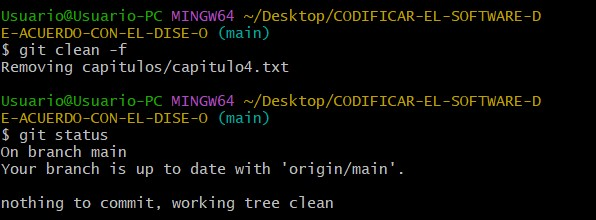 Usuario@Usuario-PC MINGW64 ~/Desktop/CODIFICAR-EL-SOFTWARE-D
E-ACUERDO-CON-EL-DISE-O (main)
$ git clean -f
Removing capitulos/capitulo4.txt
Usuario@Usuario-PC MINGW64 ~/Desktop/CODIFICAR-EL-SOFTWARE-D
E-ACUERDO-CON-EL-DISE-O (main)
$ git status
On branch main
Your branch is up to date with 'origin/main'.
nothing to commit, working tree clean